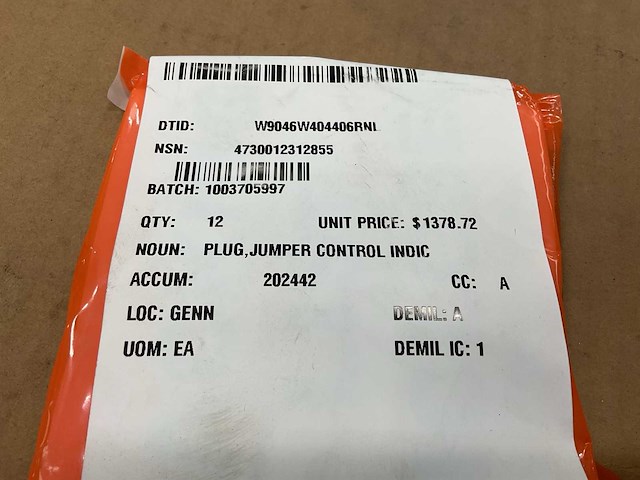 DTID: W9046W404406RNL
NSN: 4730012312855
BATCH: 1003705997
QTY: 12 UNIT PRICE: $1378.72
NOUN: PLUG,JUMPER CONTROL INDIC
ACCUM: 202442 CC: A
LOC: GENN DEMIL: A
UOM: EA DEMIL IC: 1